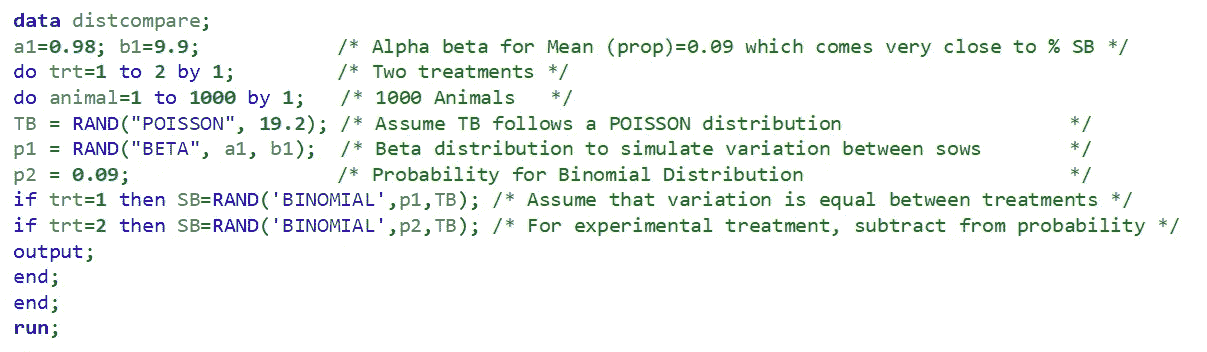 data distcompare;
a1=0.98; b1=9.9; /* Alpha beta for Mean (prop)=0.09 which comes very close to % SB */
do trt=1 to 2 by 1; /* Two treatments */
do animal=1 to 1000 by 1; /* 1000 Animals */
TB = RAND("POISSON", 19.2); /* Assume TB follows a POISSON distribution */
p1 = RAND("BETA", a1, b1); /* Beta distribution to simulate variation between sows */
p2 = 0.09; /* Probability for Binomial Distribution */
if trt=1 then SB=RAND('BINOMIAL',p1,TB); /* Assume that variation is equal between treatments */
if trt=2 then SB=RAND('BINOMIAL',p2,TB); /* For experimental treatment, subtract from probability */
output;
end;
end;
run;